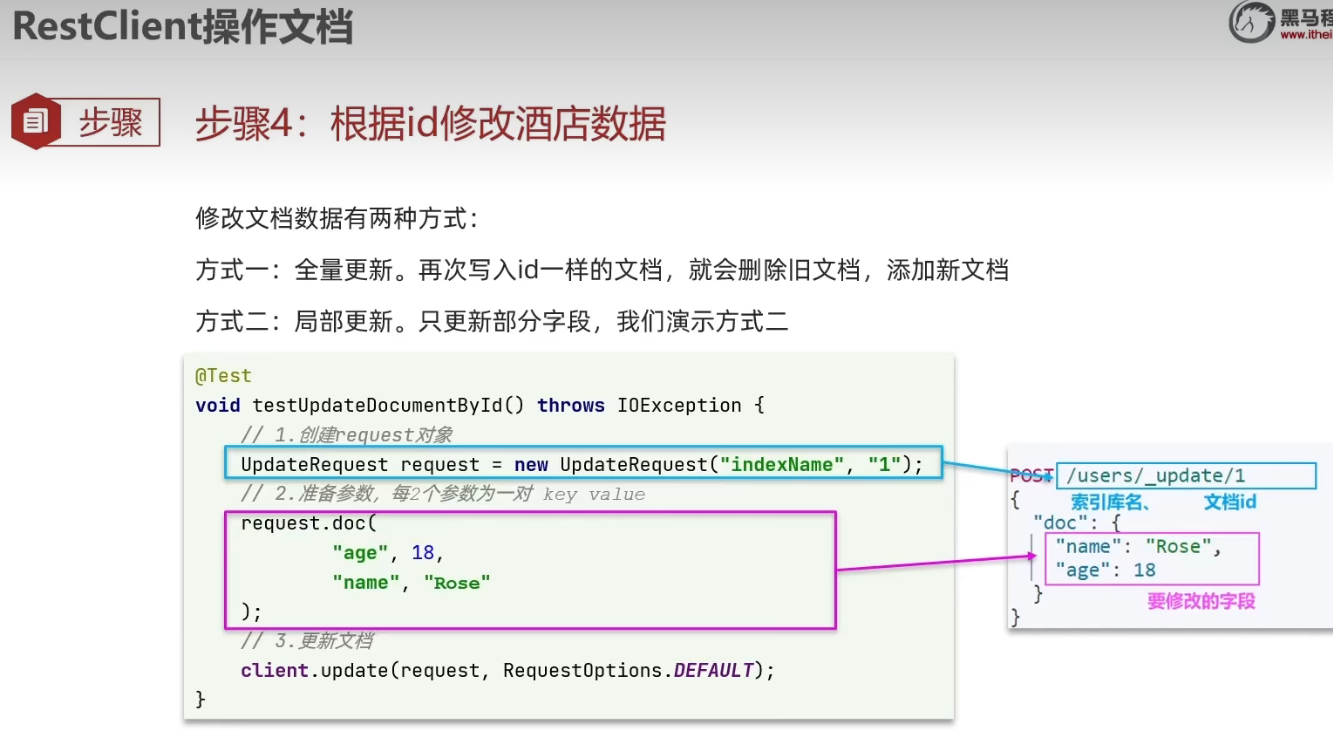 RestClient操作文档
黑马程
www.ithei
步骤
步骤4：根据id修改酒店数据
修改文档数据有两种方式：
方式一：全量更新。再次写入id一样的文档，就会删除旧文档，添加新文档
方式二：局部更新。只更新部分字段，我们演示方式二
@Test
void testUpdateDocumentById() throws IOException {
// 1.创建request对象
UpdateRequest request = new UpdateRequest("indexName", "1");
// 2.准备参数，每2个参数为一对 key value
request.doc(
"age", 18,
"name", "Rose"
);
// 3.更新文档
client.update(request, RequestOptions.DEFAULT);
}
POST /users/_update/1
{ 索引库名、 文档id
"doc": {
"name": "Rose",
"age": 18
}
要修改的字段
}